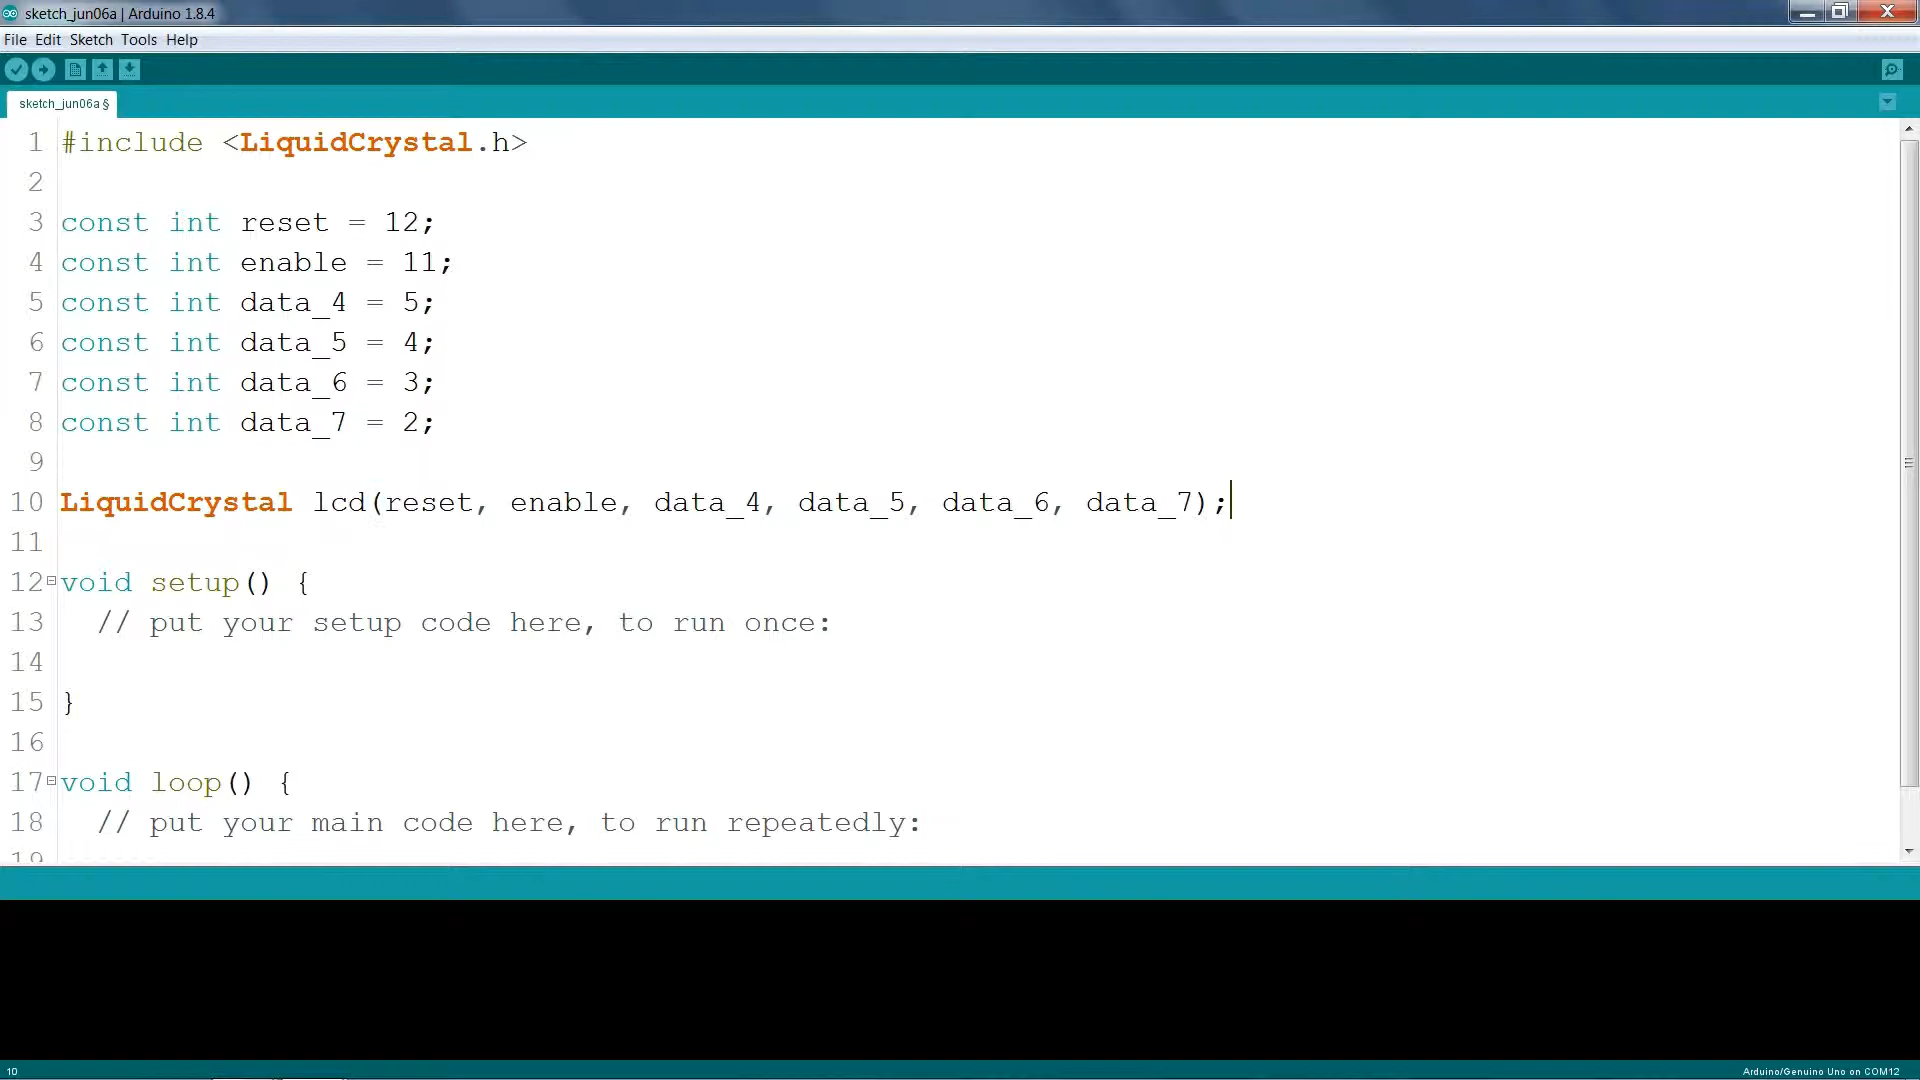 sketch_jun06a | Arduino 1.8.4
File Edit Sketch Tools Help
sketch_jun06a §
1 #include <LiquidCrystal.h>
2
3 const int reset = 12;
4 const int enable = 11;
5 const int data_4 = 5;
6 const int data_5 = 4;
7 const int data_6 = 3;
8 const int data_7 = 2;
9
10 LiquidCrystal lcd(reset, enable, data_4, data_5, data_6, data_7);
11
12 void setup() {
13 // put your setup code here, to run once:
14
15 }
16
17 void loop() {
18 // put your main code here, to run repeatedly:
19
10
Arduino/Genuino Uno on COM12